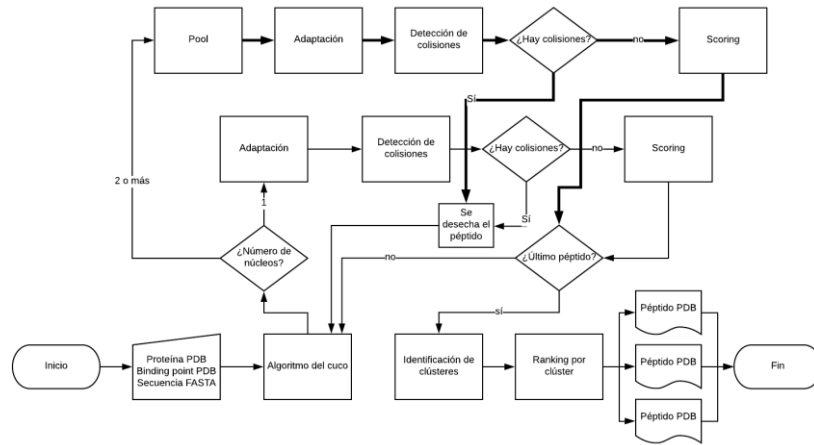 Pool
Adaptación
Detección de
colisiones
¿Hay colisiones?
no
Scoring
Sí
Adaptación
Detección de
colisiones
¿Hay colisiones?
no
Scoring
2 o más
1
Sí
Se
desecha el
péptido
¿Número de
núcleos?
no
¿Último péptido?
sí
Inicio
Proteína PDB
Binding point PDB
Secuencia FASTA
Algoritmo del cuco
Identificación de
clústeres
Ranking por
clúster
Péptido PDB
Péptido PDB
Péptido PDB
Fin